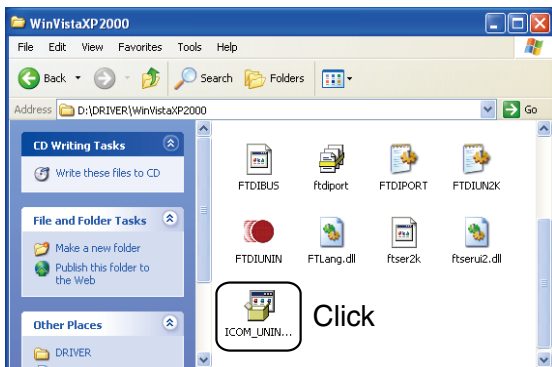 WinVistaXP2000
File Edit View Favorites Tools Help
Back Search Folders
Address D:\DRIVER\WinVistaXP2000 Go
CD Writing Tasks
Write these files to CD
File and Folder Tasks
Make a new folder
Publish this folder to
the Web
Other Places
DRIVER
FTDIBUS ftdiport FTDIPORT FTDIUN2K
FTDIUNIN FTLang.dll ftser2k ftserui2.dll
ICOM_UNIN...
Click